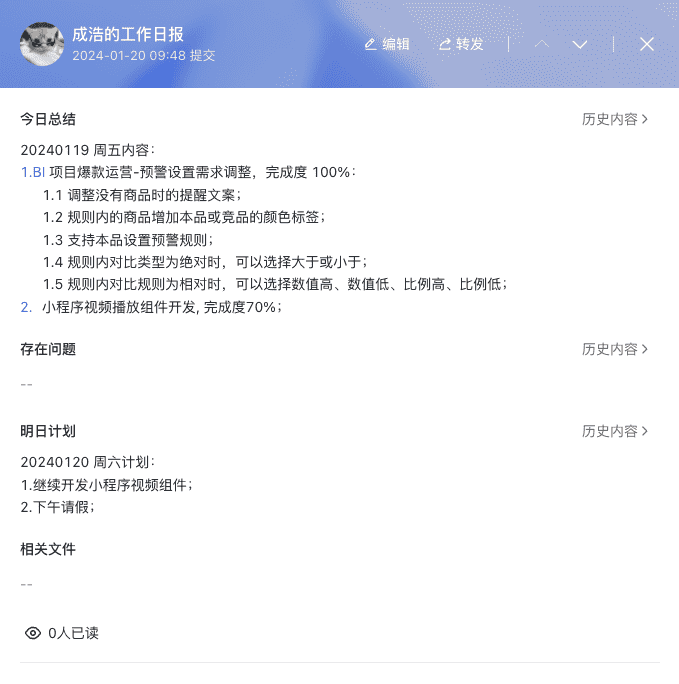 成浩的工作日报
2024-01-20 09:48 提交
编辑
转发
今日总结
历史内容
20240119 周五内容：
1.BI 项目爆款运营-预警设置需求调整，完成度 100%：
1.1 调整没有商品时的提醒文案；
1.2 规则内的商品增加本品或竞品的颜色标签；
1.3 支持本品设置预警规则；
1.4 规则内对比类型为绝对时，可以选择大于或小于；
1.5 规则内对比规则为相对时，可以选择数值高、数值低、比例高、比例低；
2. 小程序视频播放组件开发, 完成度70%；
存在问题
历史内容
--
明日计划
历史内容
20240120 周六计划：
1.继续开发小程序视频组件；
2.下午请假；
相关文件
--
0人已读